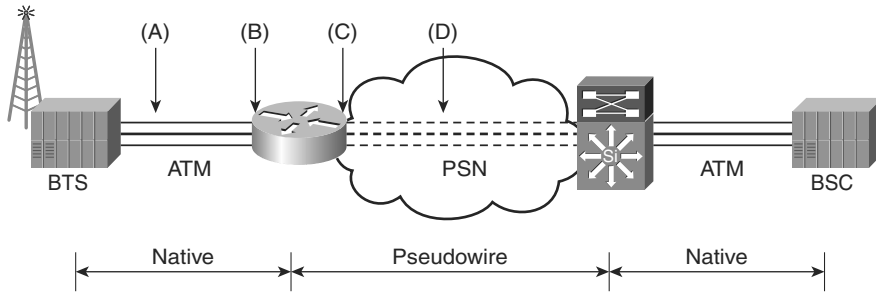 (A) (B) (C) (D)
Si
BTS ATM PSN ATM BSC
Native Pseudowire Native